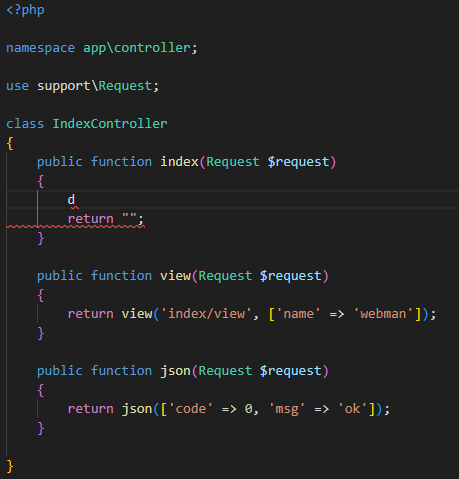 <?php
namespace app\controller;
use support\Request;
class IndexController
{
    public function index(Request $request)
    {
        d
        return "";
    }
    public function view(Request $request)
    {
        return view('index/view', ['name' => 'webman']);
    }
    public function json(Request $request)
    {
        return json(['code' => 0, 'msg' => 'ok']);
    }
}